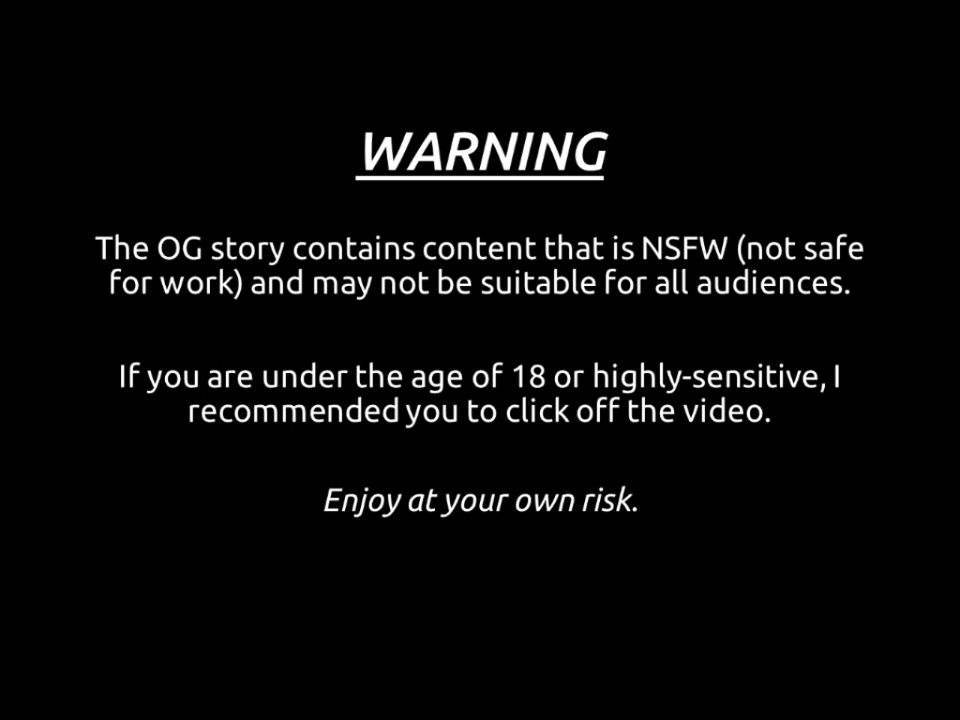 WARNING
The OG story contains content that is NSFW (not safe
for work) and may not be suitable for all audiences.
If you are under the age of 18 or highly-sensitive, I
recommended you to click off the video.
Enjoy at your own risk.